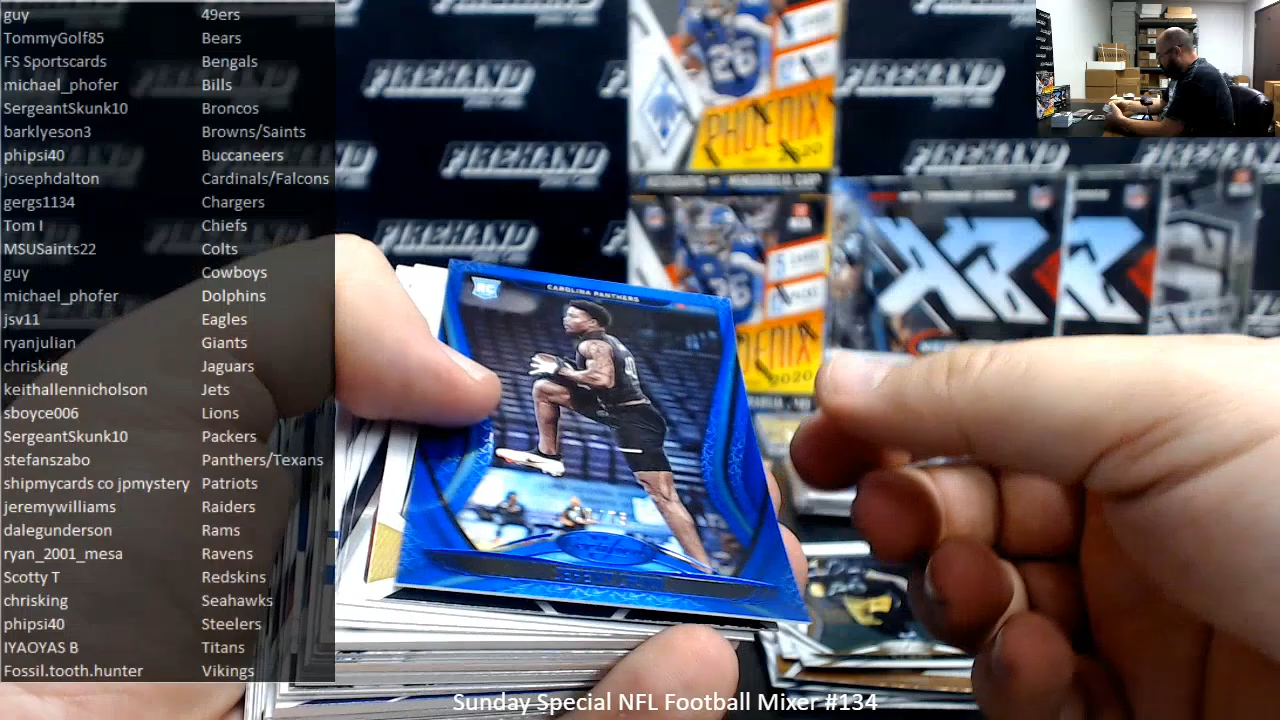 guy 49ers
TommyGolf85 Bears
FS Sportscards Bengals
michael_phofer Bills
SergeantSkunk10 Broncos
barklyeson3 Browns/Saints
phipsi40 Buccaneers
josephdalton Cardinals/Falcons
gergs1134 Chargers
Tom I Chiefs
MSUSaints22 Colts
guy Cowboys
michael_phofer Dolphins
jsv11 Eagles
ryanjulian Giants
chrisking Jaguars
keithallennicholson Jets
sboyce006 Lions
SergeantSkunk10 Packers
stefanszabo Panthers/Texans
shipmycards co jpmystery Patriots
jeremywilliams Raiders
dalegunderson Rams
ryan_2001_mesa Ravens
Scotty T Redskins
chrisking Seahawks
phipsi40 Steelers
IYAOYAS B Titans
Fossil.tooth.hunter Vikings
FIREHAND
FIREHAND
FIREHAND
FIREHAND
FIREHAND
26
PHOENIX
2020
PHOENIX
2020
XR
RC
CAROLINA PANTHERS
Sunday Special NFL Football Mixer #134